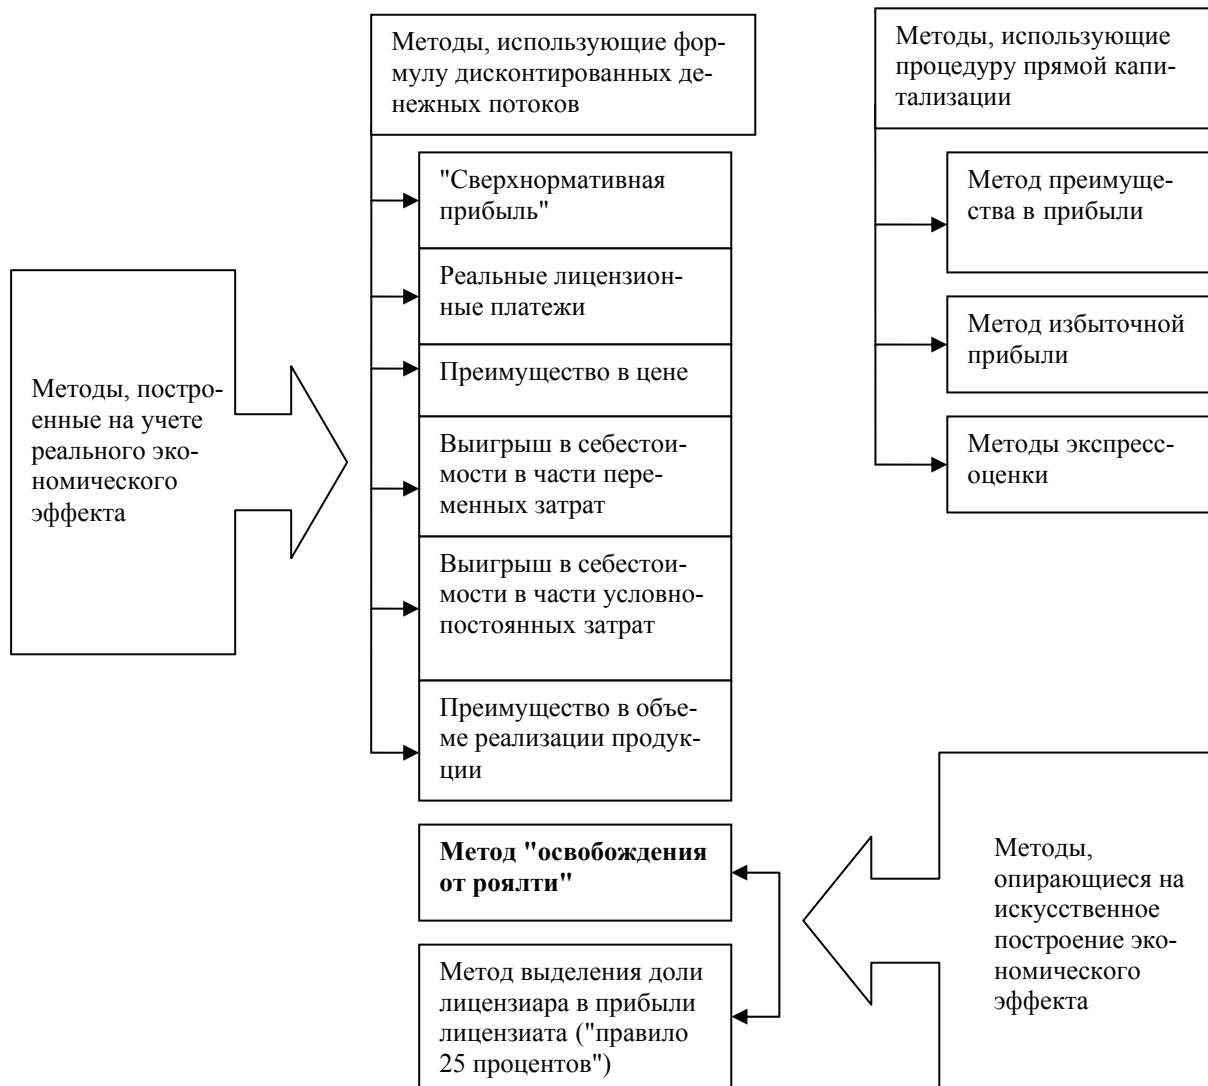 Методы, использующие фор-
мулу дисконтированных де-
нежных потоков
"Сверхнормативная
прибыль"
Реальные лицензион-
ные платежи
Преимущество в цене
Выигрыш в себестои-
мости в части пере-
менных затрат
Выигрыш в себестои-
мости в части условно-
постоянных затрат
Преимущество в объе-
ме реализации продук-
ции
Методы, использующие
процедуру прямой капи-
тализации
Метод преимуще-
ства в прибыли
Метод избыточной
прибыли
Методы экспресс-
оценки
Методы, постро-
енные на учете
реального эко-
номического
эффекта
Метод "освобождения
от роялти"
Метод выделения доли
лицензиара в прибыли
лицензиата ("правило
25 процентов")
Методы,
опирающиеся на
искусственное
построение эко-
номического
эффекта